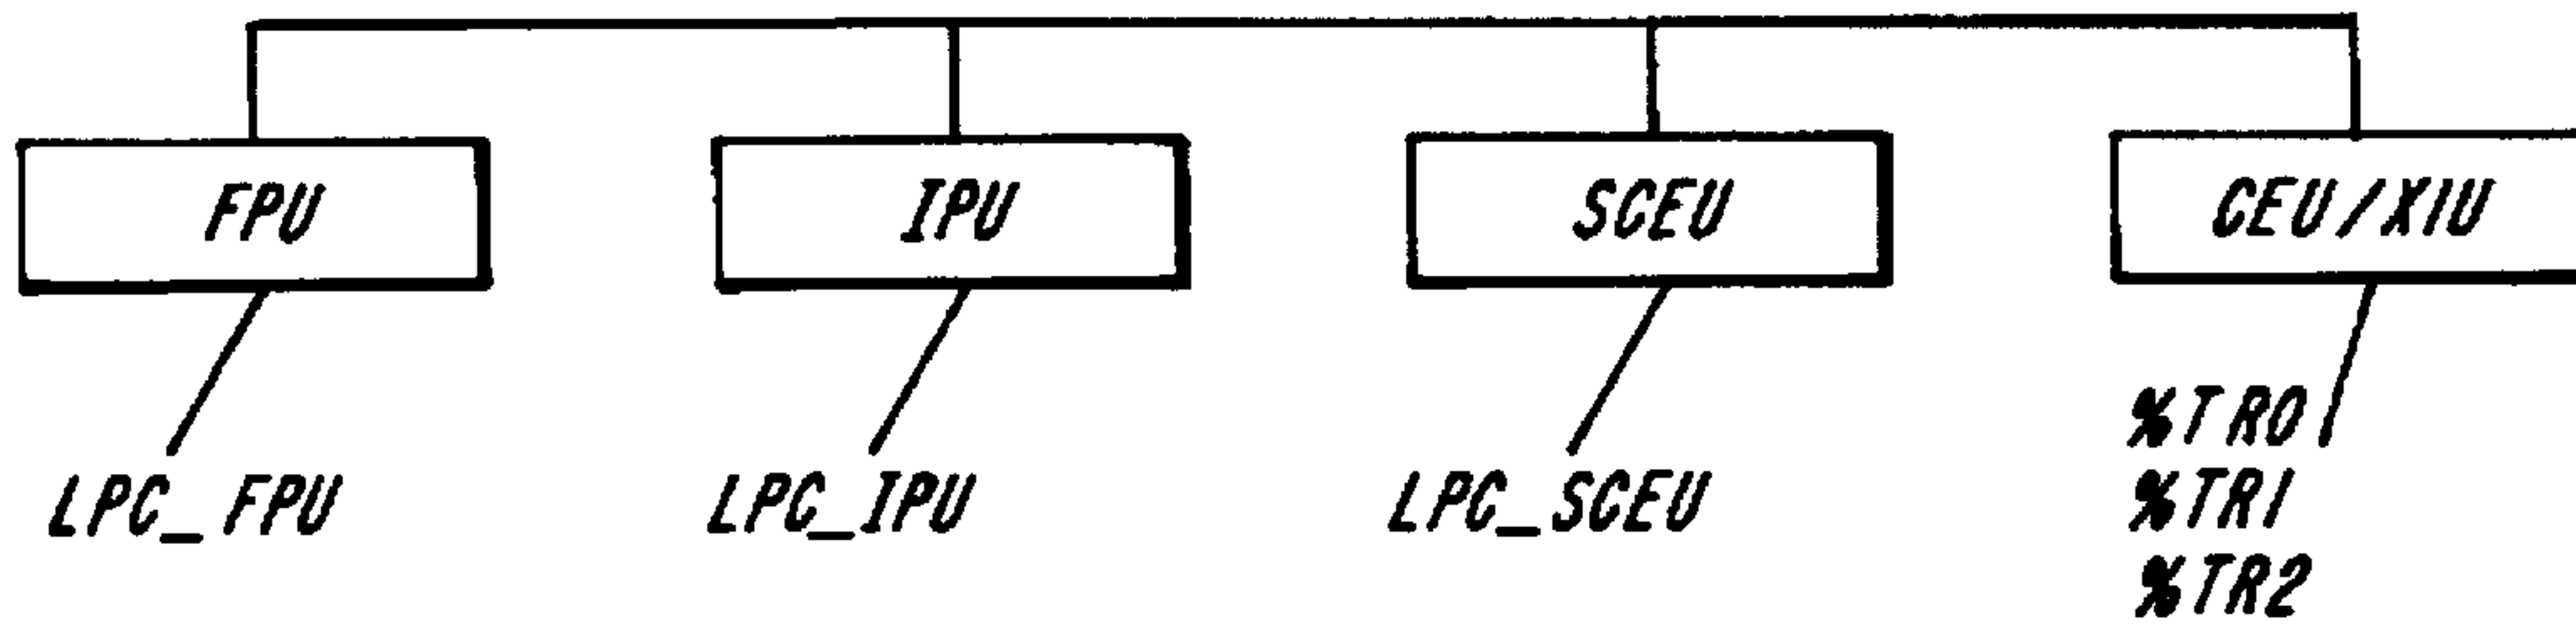 FPU
IPU
SCEU
CEU/XIU
LPC_FPU
LPC_IPU
LPC_SCEU
%TR0
%TR1
%TR2